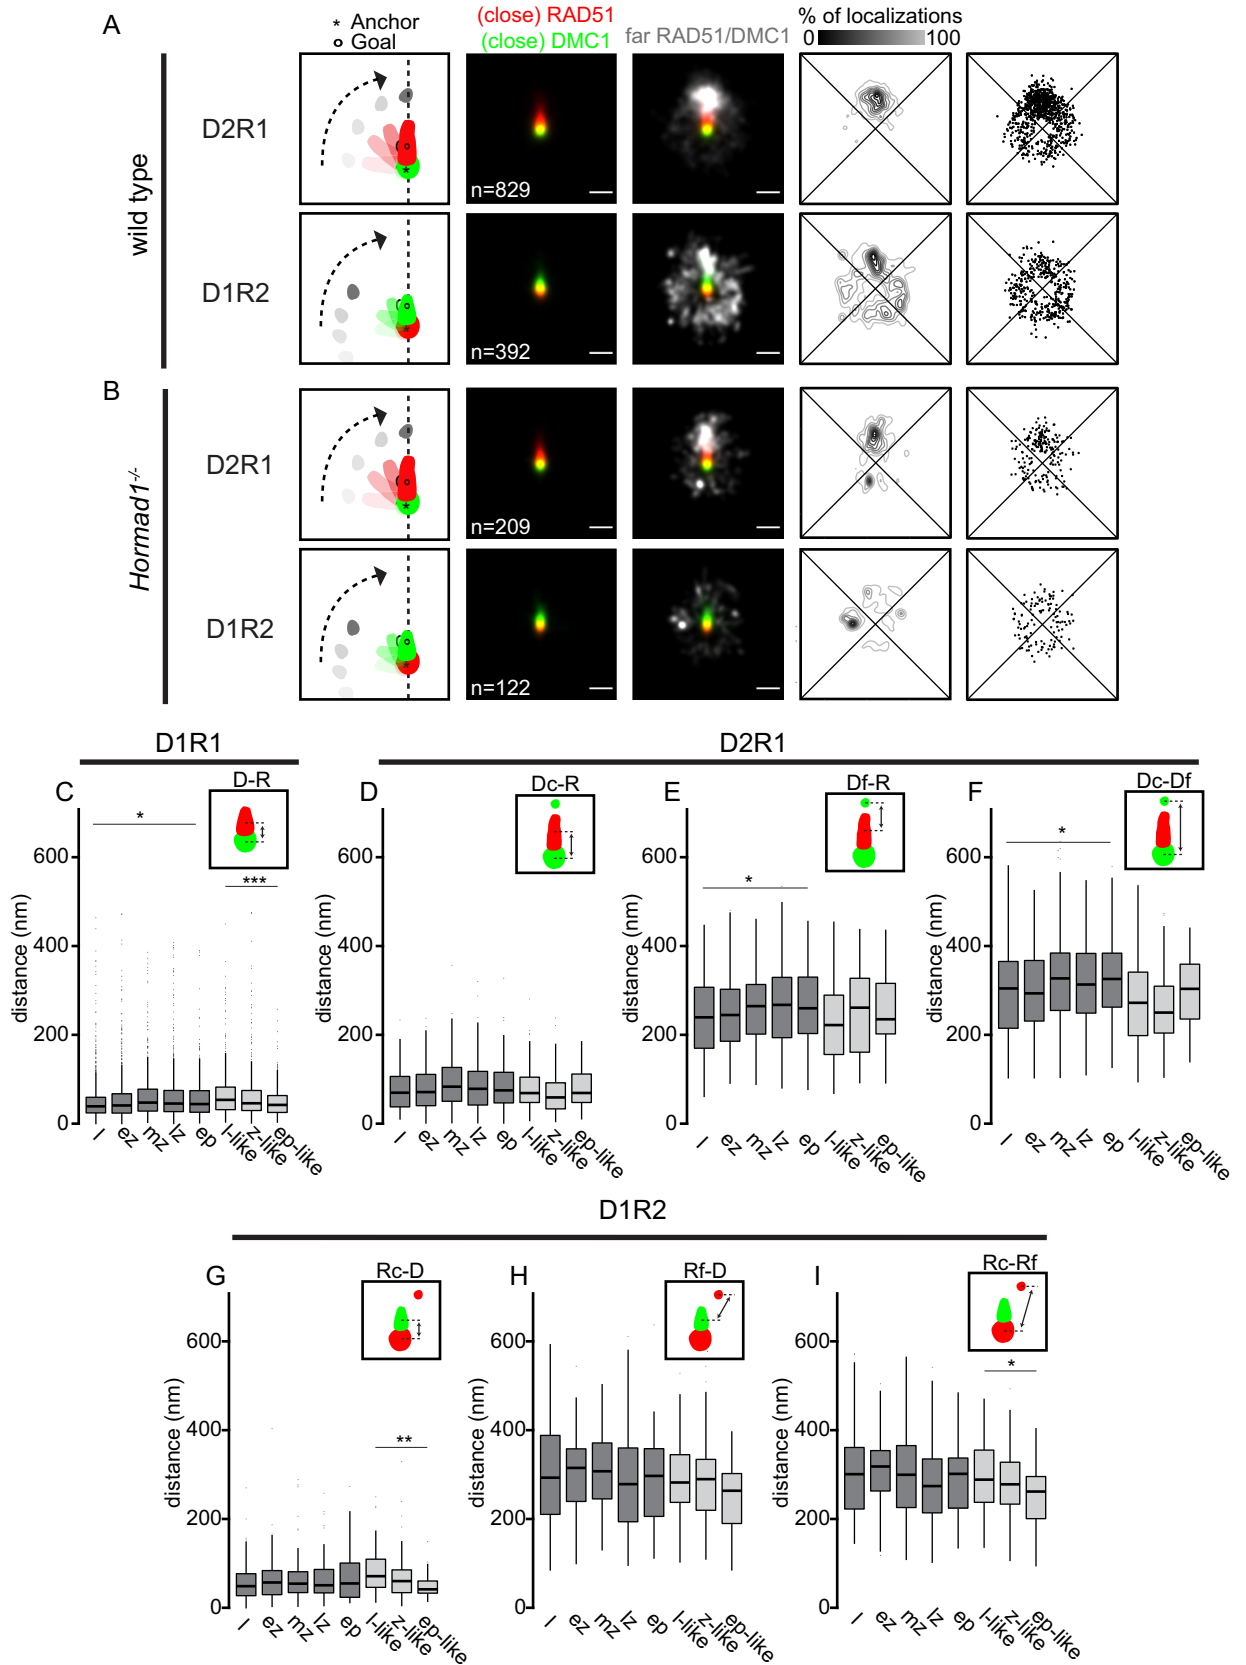 A
* Anchor
o Goal
(close) RAD51
(close) DMC1
far RAD51/DMC1
% of localizations
0 100
wild type
D2R1
n=829
D1R2
n=392
B
Hormad1-/-
D2R1
n=209
D1R2
n=122
D1R1
D2R1
C
D-R
distance (nm)
600
400
200
0
*
***
l
ez
mz
lz
ep
l-like
z-like
ep-like
D
Dc-R
distance (nm)
600
400
200
0
l
ez
mz
lz
ep
l-like
z-like
ep-like
E
Df-R
distance (nm)
600
400
200
0
*
l
ez
mz
lz
ep
l-like
z-like
ep-like
F
Dc-Df
distance (nm)
600
400
200
0
*
l
ez
mz
lz
ep
l-like
z-like
ep-like
D1R2
G
Rc-D
distance (nm)
600
400
200
0
**
l
ez
mz
lz
ep
l-like
z-like
ep-like
H
Rf-D
distance (nm)
600
400
200
0
l
ez
mz
lz
ep
l-like
z-like
ep-like
I
Rc-Rf
distance (nm)
600
400
200
0
*
l
ez
mz
lz
ep
l-like
z-like
ep-like